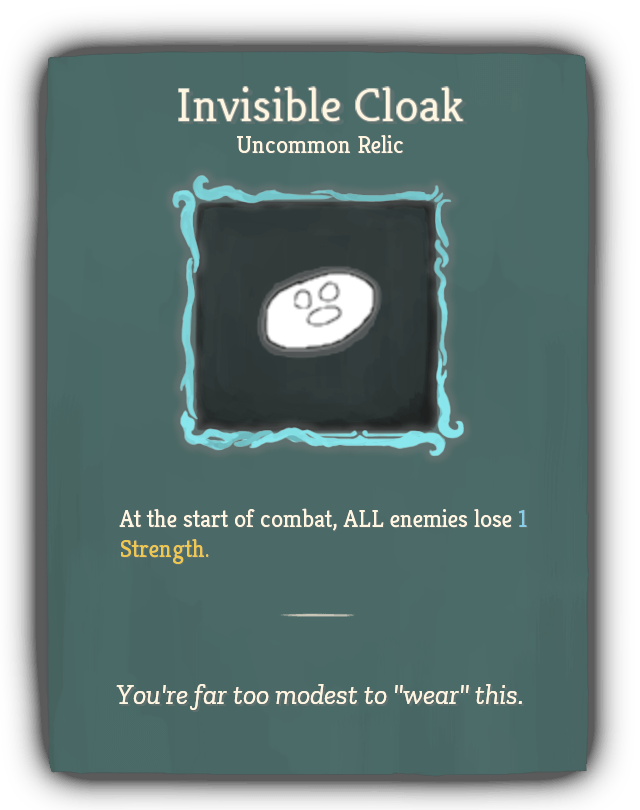 Invisible Cloak
Uncommon Relic
At the start of combat, ALL enemies lose 1
Strength.
You're far too modest to "wear" this.